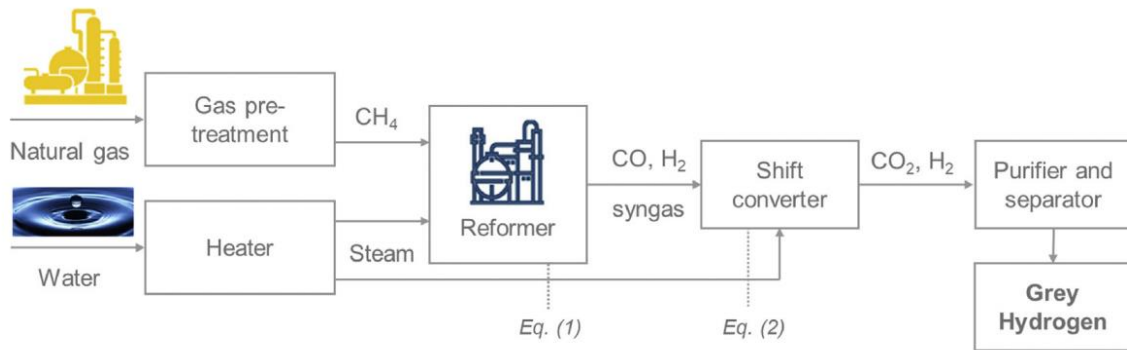 Natural gas
Gas pre-
treatment
CH₄
Water
Heater
Steam
Reformer
Eq. (1)
CO, H₂
syngas
Shift
converter
Eq. (2)
CO₂, H₂
Purifier and
separator
Grey
Hydrogen